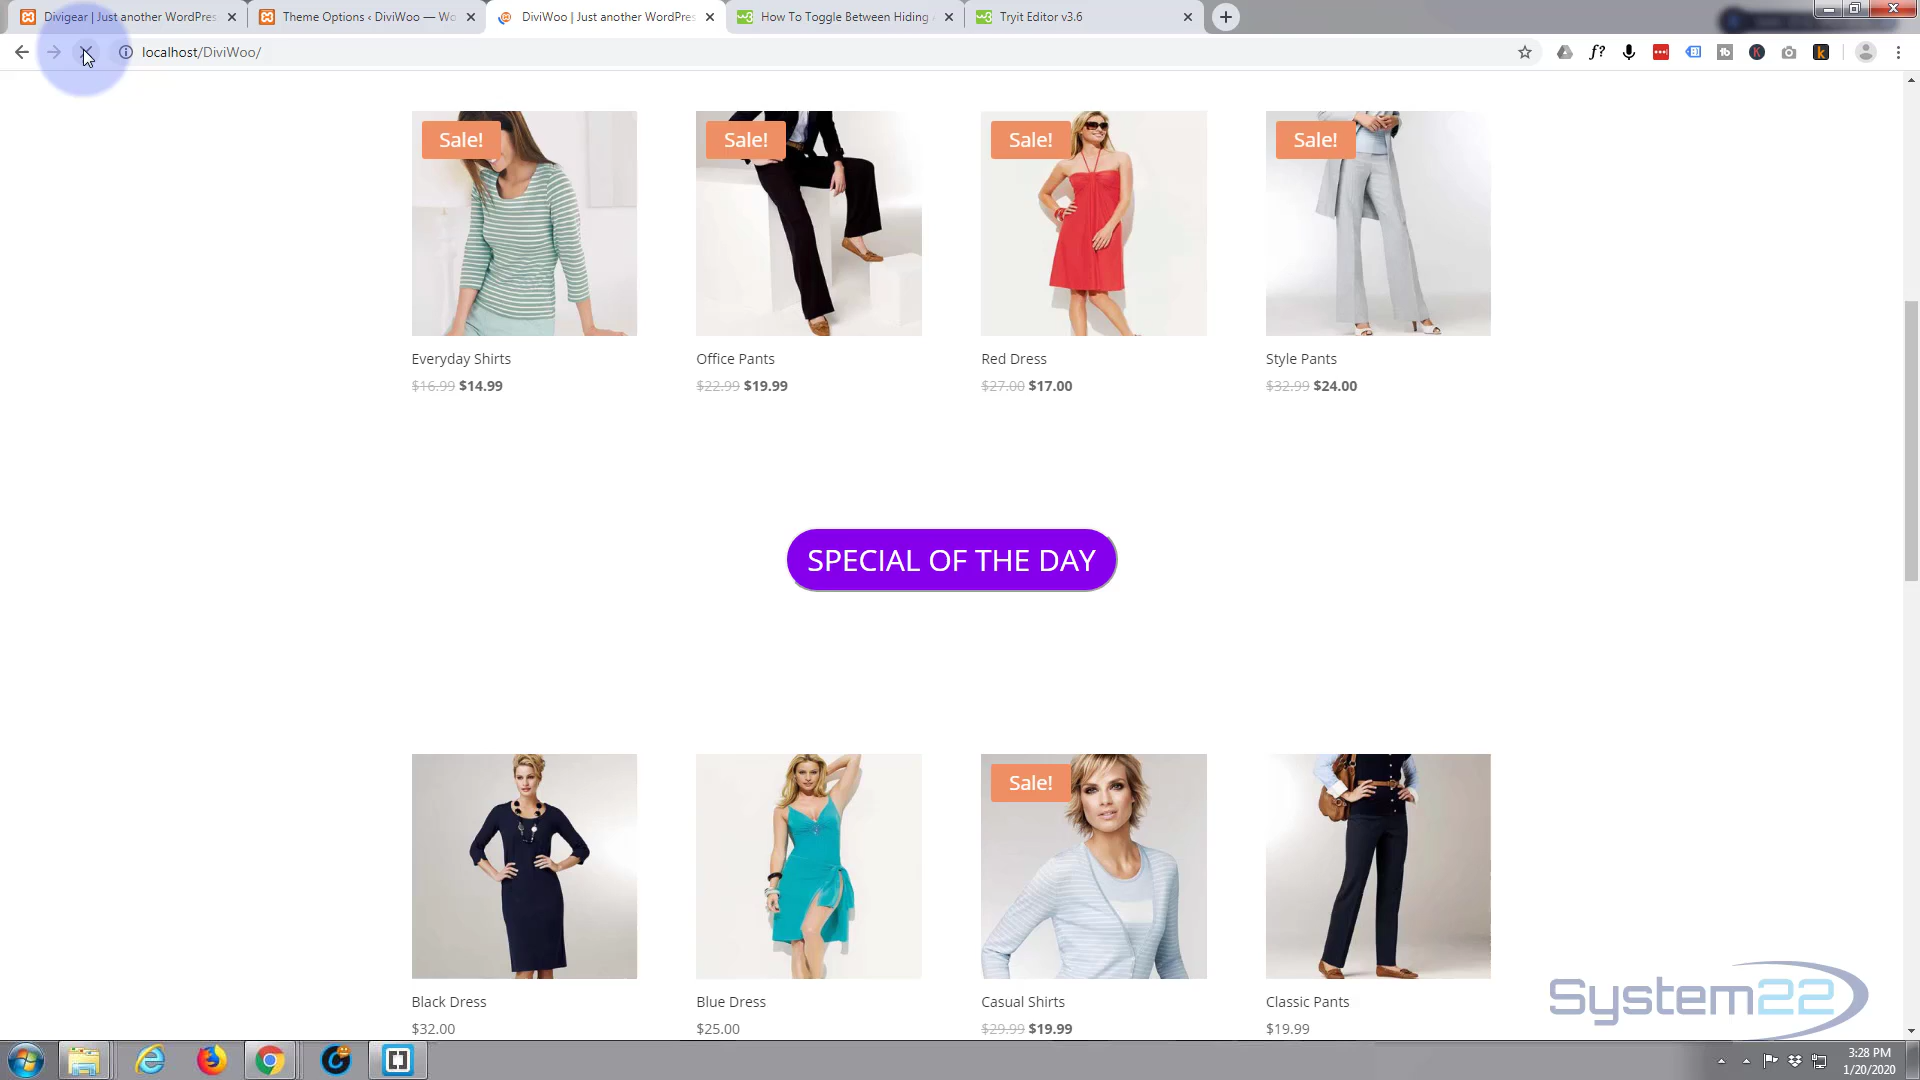 Divigear | Just another WordPres
Theme Options ‹ DiviWoo — Wo
DiviWoo | Just another WordPres
How To Toggle Between Hiding
Tryit Editor v3.6
localhost/DiviWoo/
f?
Sale!
Sale!
Sale!
Sale!
Everyday Shirts
Office Pants
Red Dress
Style Pants
$16.99 $14.99
$22.99 $19.99
$27.00 $17.00
$32.99 $24.00
SPECIAL OF THE DAY
Sale!
Black Dress
Blue Dress
Casual Shirts
Classic Pants
$32.00
$25.00
$29.99 $19.99
$19.99
System22
3:28 PM
1/20/2020